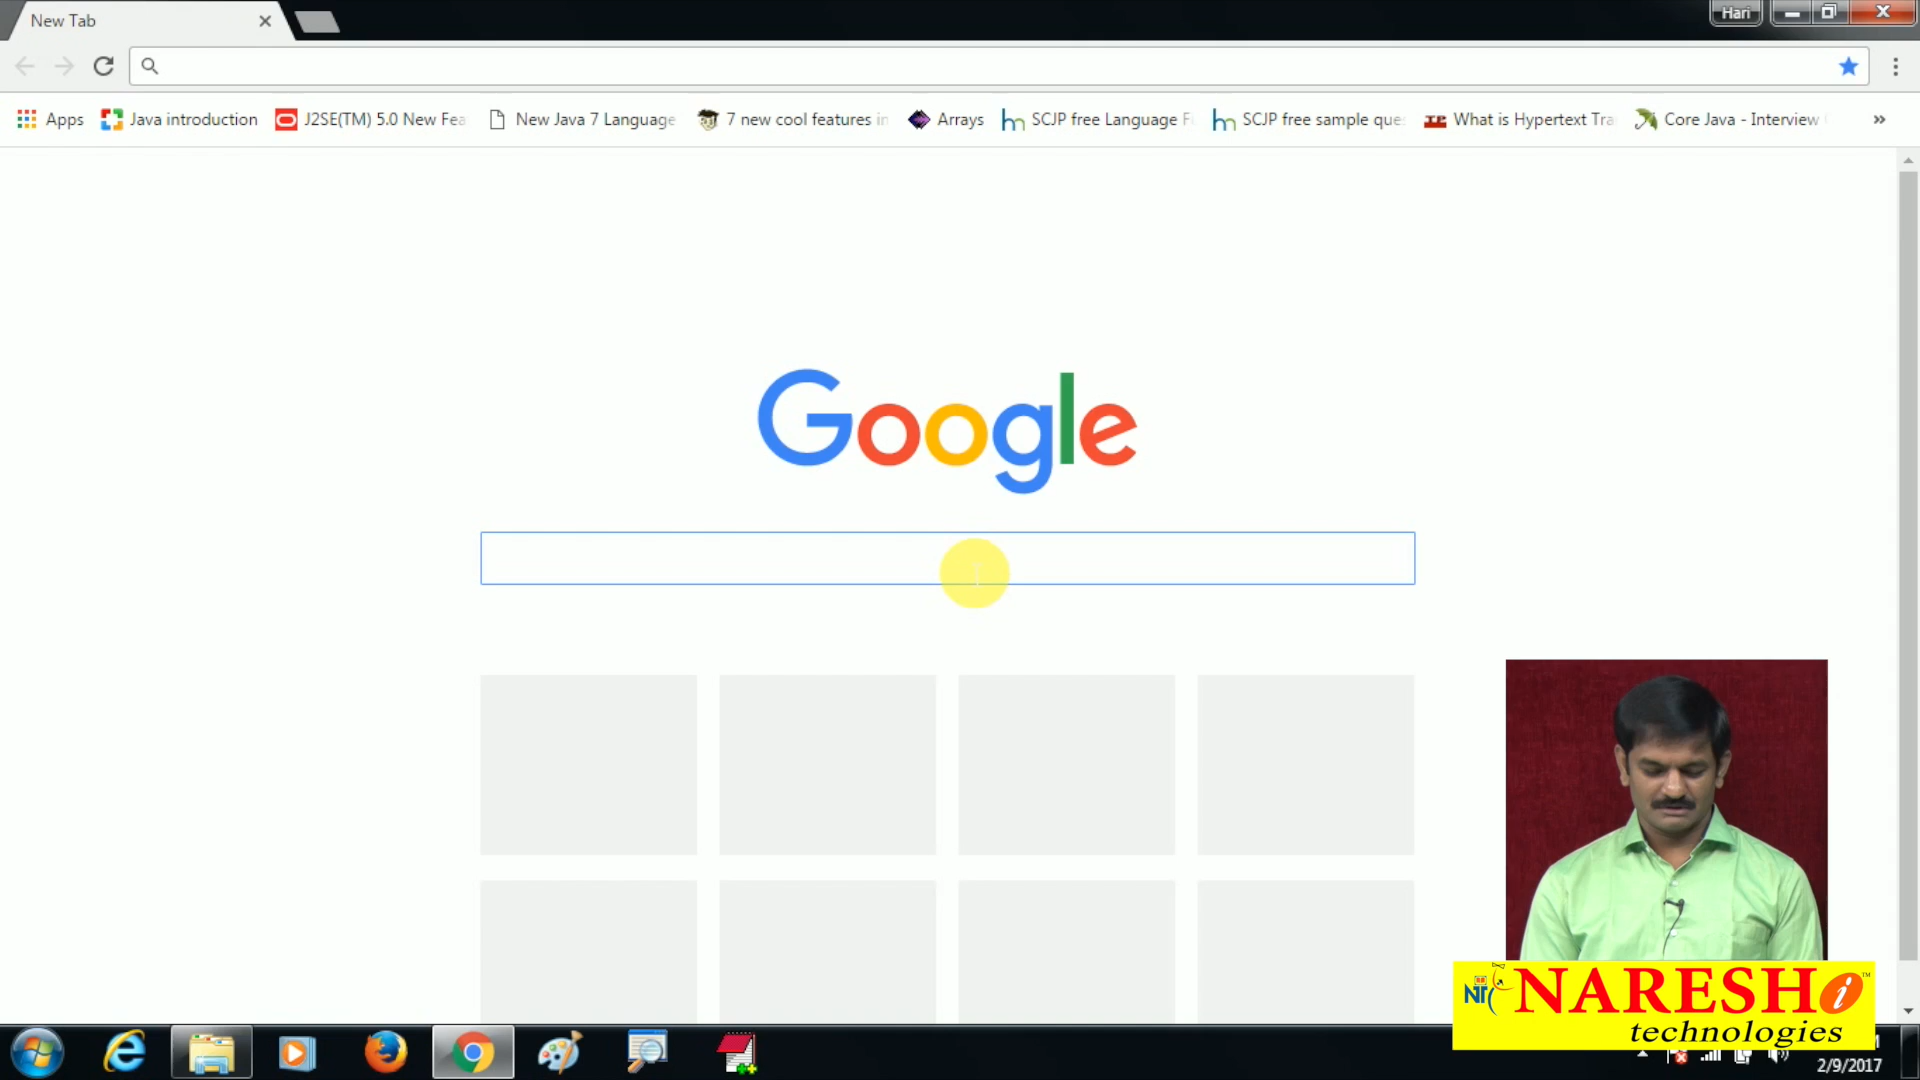 New Tab
Hari
Apps
Java introduction
J2SE(TM) 5.0 New Fea
New Java 7 Language
7 new cool features in
Arrays
SCJP free Language F
SCJP free sample que
What is Hypertext Tra
Core Java - Interview
Google
NARESH i ™
technologies
2/9/2017